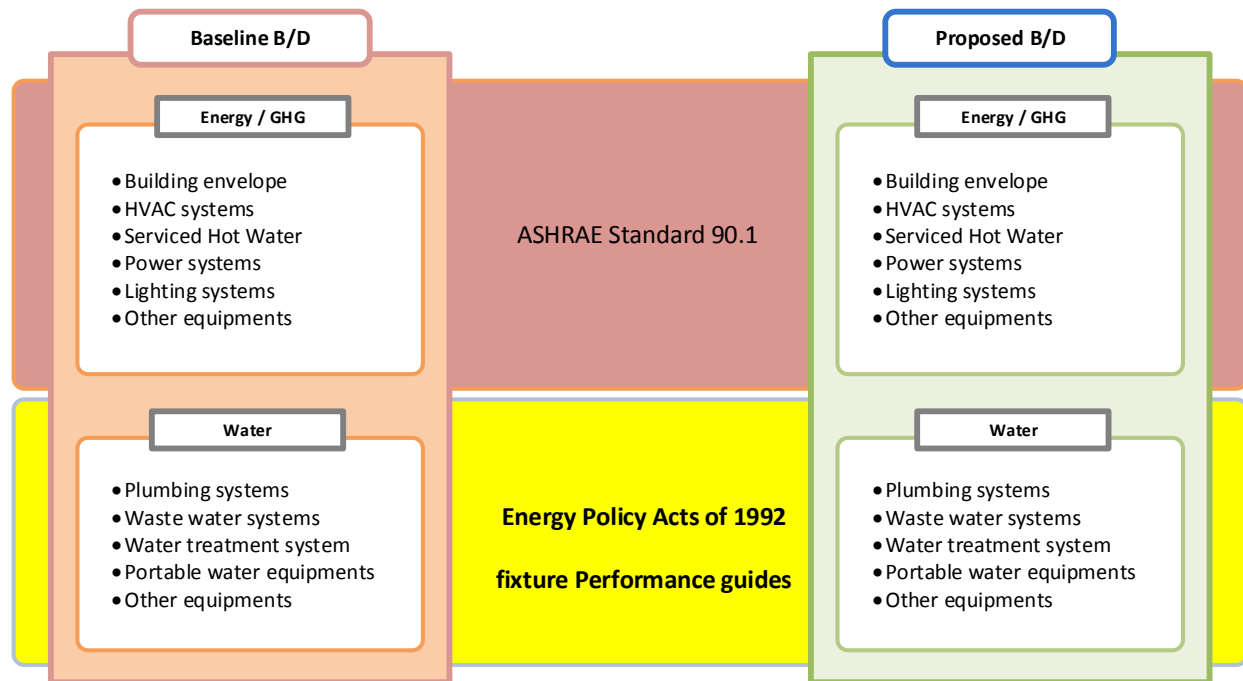 Baseline B/D
Proposed B/D
Energy / GHG
• Building envelope
• HVAC systems
• Serviced Hot Water
• Power systems
• Lighting systems
• Other equipments
ASHRAE Standard 90.1
Energy / GHG
• Building envelope
• HVAC systems
• Serviced Hot Water
• Power systems
• Lighting systems
• Other equipments
Water
• Plumbing systems
• Waste water systems
• Water treatment system
• Portable water equipments
• Other equipments
Energy Policy Acts of 1992
fixture Performance guides
Water
• Plumbing systems
• Waste water systems
• Water treatment system
• Portable water equipments
• Other equipments